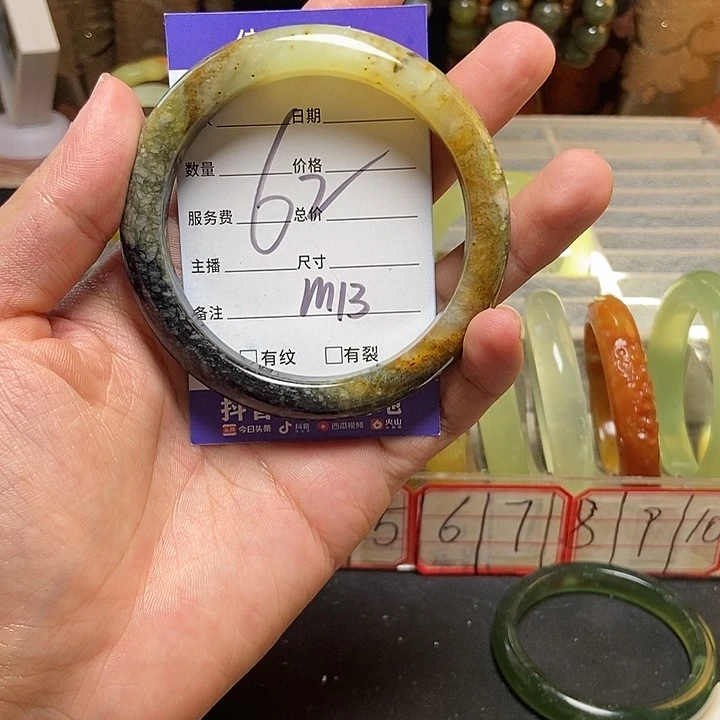 日期
数量 价格
62
服务费 总价
主播 尺寸
M13
备注
□有纹 □有裂
抖音
今日头条 抖音 西瓜视频 火山
5 6 7 8 9 10